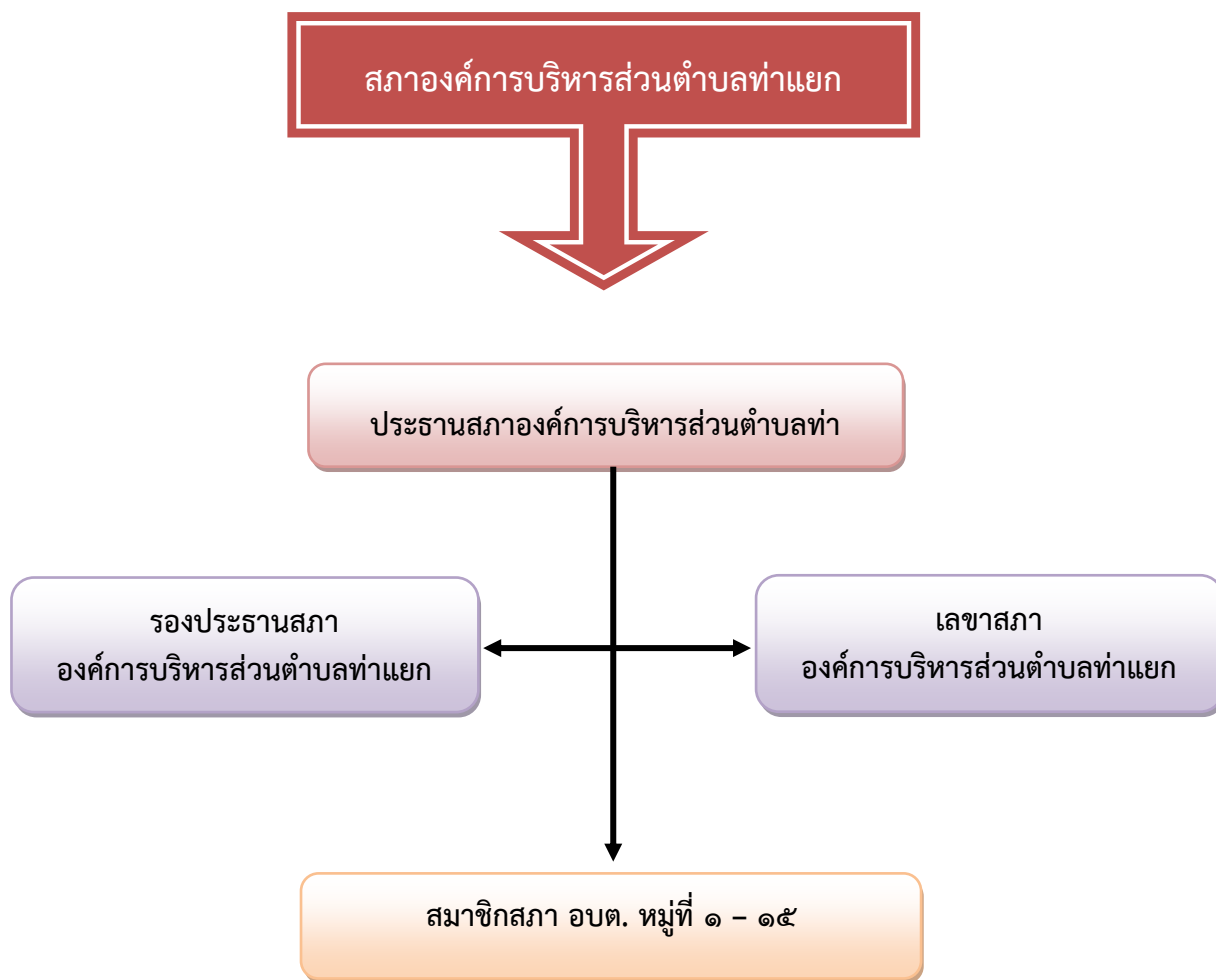 สภาองค์การบริหารส่วนตำบลท่าแยก
ประธานสภาองค์การบริหารส่วนตำบลท่า
รองประธานสภา
องค์การบริหารส่วนตำบลท่าแยก
เลขาสภา
องค์การบริหารส่วนตำบลท่าแยก
สมาชิกสภา อบต. หมู่ที่ ๑ – ๑๕